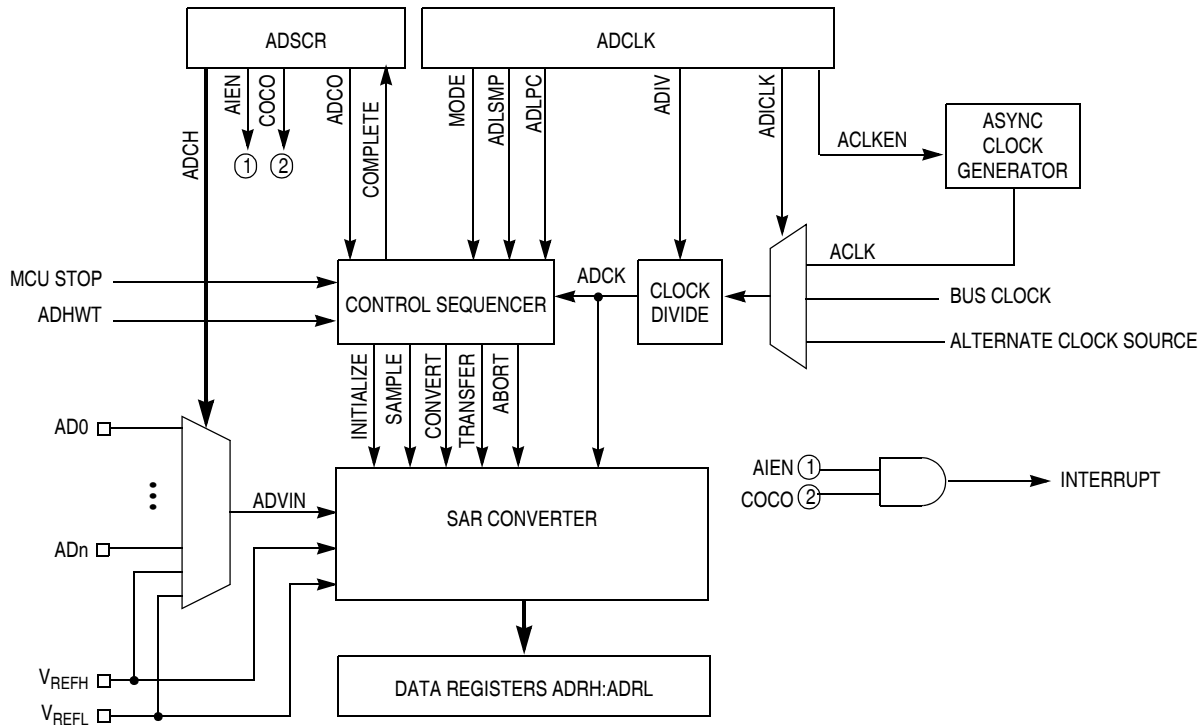 ADSCR
ADCLK
ADCH
AIEN
COCO
ADCO
COMPLETE
MODE
ADLSMP
ADLPC
ADIV
ADICLK
ACLKEN
ASYNC
CLOCK
GENERATOR
1
2
MCU STOP
ADHWT
CONTROL SEQUENCER
ADCK
CLOCK
DIVIDE
ACLK
BUS CLOCK
ALTERNATE CLOCK SOURCE
INITIALIZE
SAMPLE
CONVERT
TRANSFER
ABORT
AD0
•••
ADn
ADVIN
SAR CONVERTER
AIEN 1
COCO 2
INTERRUPT
VREFH
VREFL
DATA REGISTERS ADRH:ADRL